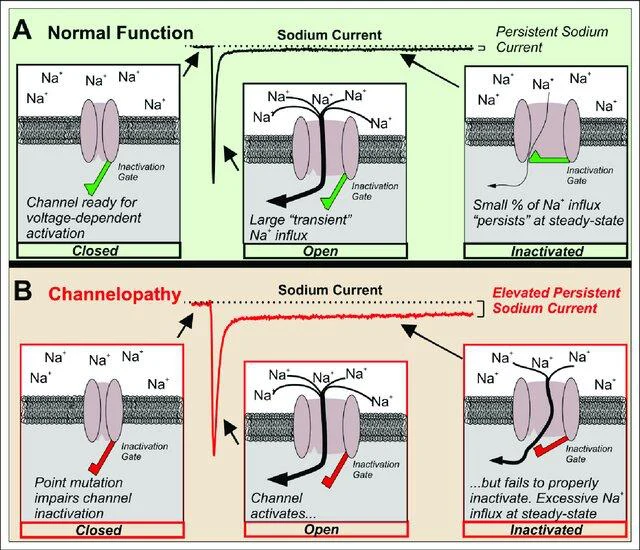 A Normal Function
Sodium Current
Persistent Sodium
Current
Na⁺
Na⁺
Na⁺
Na⁺
Na⁺
Inactivation
Gate
Channel ready for
voltage-dependent
activation
Closed
Na⁺
Na⁺
Na⁺
Na⁺
Na⁺
Inactivation
Gate
Large “transient”
Na⁺ influx
Open
Na⁺
Na⁺
Na⁺
Na⁺
Na⁺
Inactivation
Gate
Small % of Na⁺ influx
“persists” at steady-state
Inactivated
B Channelopathy
Sodium Current
Elevated Persistent
Sodium Current
Na⁺
Na⁺
Na⁺
Na⁺
Na⁺
Inactivation
Gate
Point mutation
impairs channel
inactivation
Closed
Na⁺
Na⁺
Na⁺
Na⁺
Na⁺
Inactivation
Gate
Channel
activates...
Open
Na⁺
Na⁺
Na⁺
Na⁺
Na⁺
Inactivation
Gate
...but fails to properly
inactivate. Excessive Na⁺
influx at steady-state
Inactivated